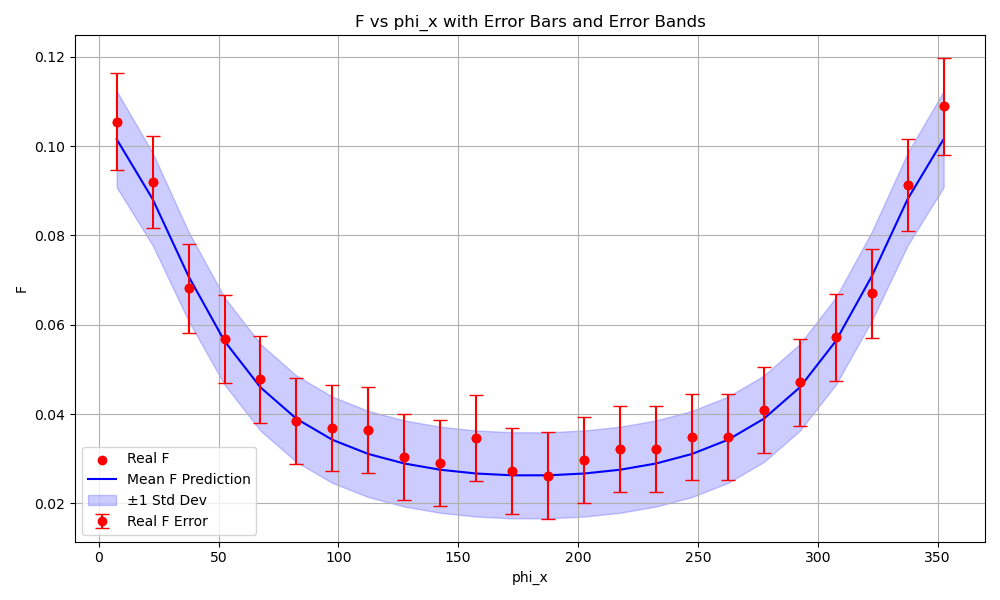 F vs phi_x with Error Bars and Error Bands
0.12
0.10
0.08
0.06
0.04
0.02
F
Real F
Mean F Prediction
±1 Std Dev
Real F Error
0 50 100 150 200 250 300 350
phi_x